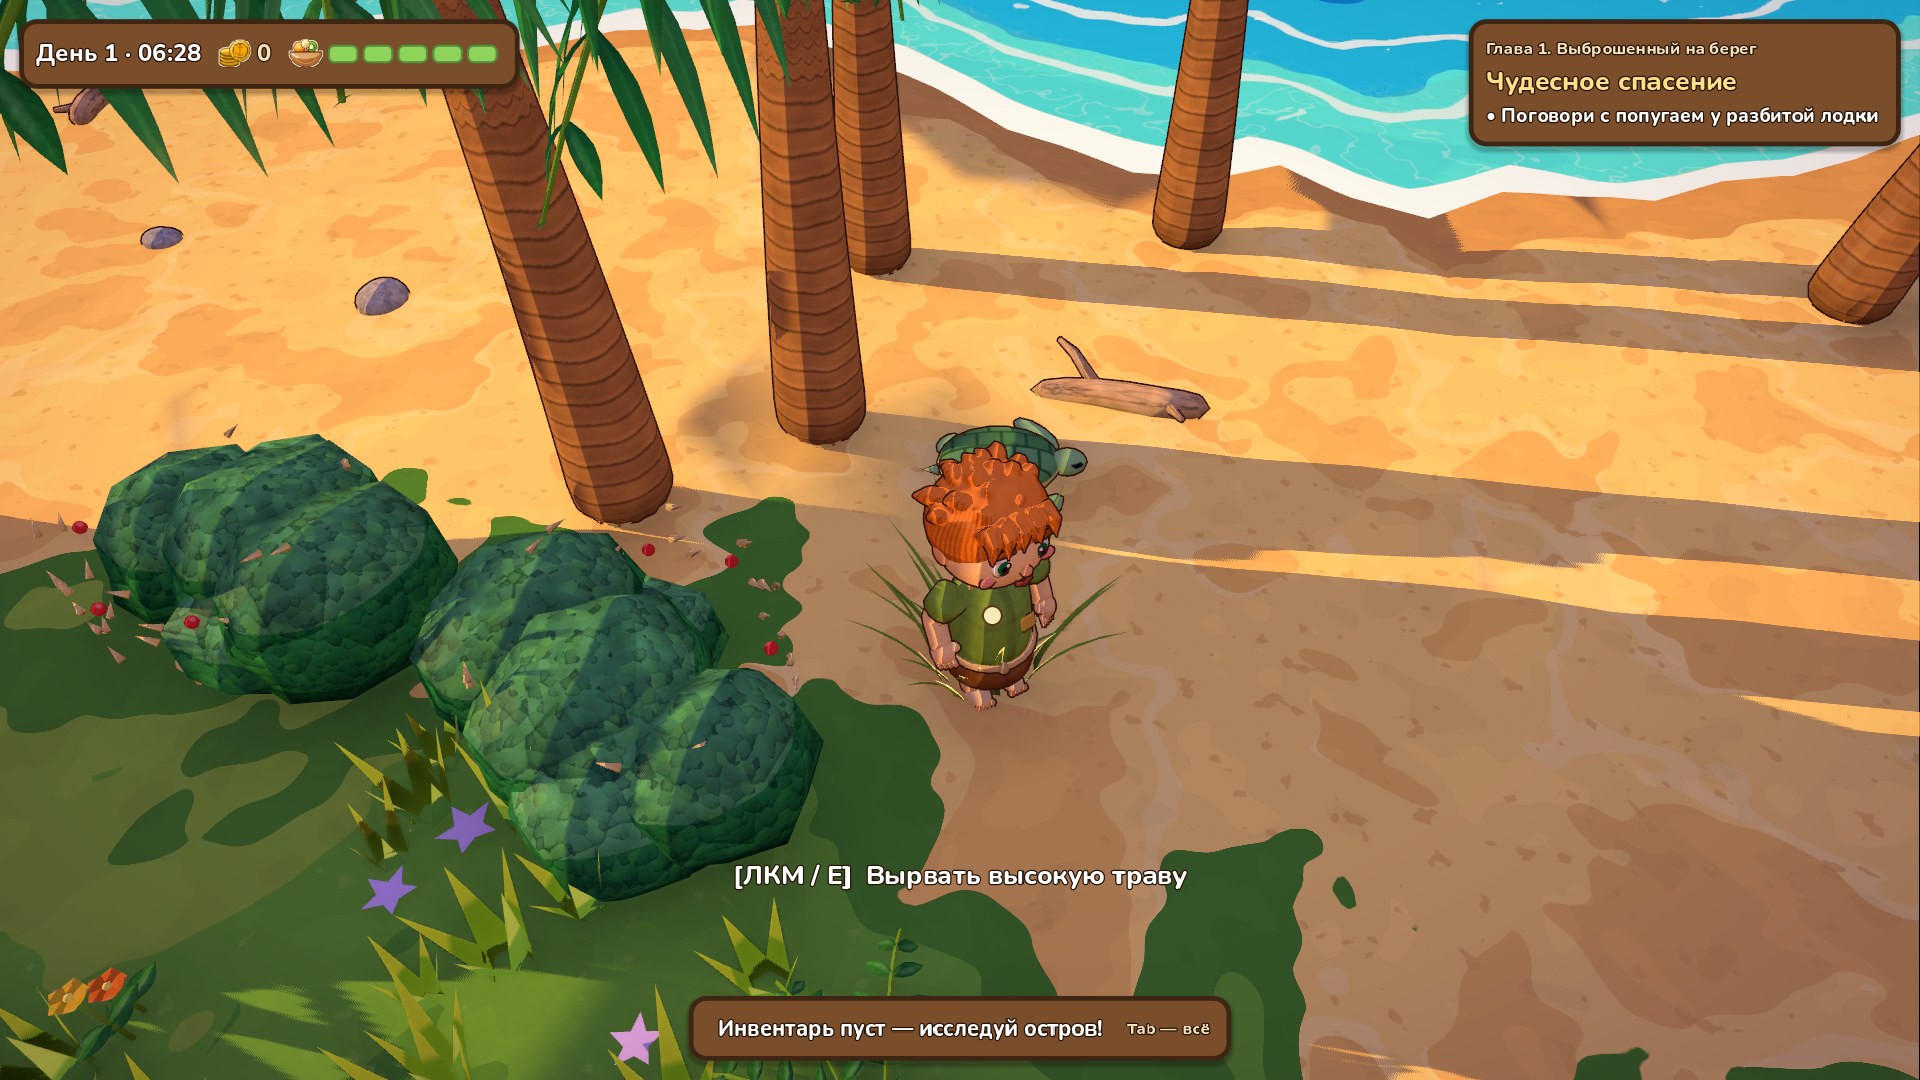 День 1 · 06:28 0
Глава 1. Выброшенный на берег
Чудесное спасение
• Поговори с попугаем у разбитой лодки
[ЛКМ / E] Вырвать высокую траву
Инвентарь пуст — исследуй остров! Tab — всё